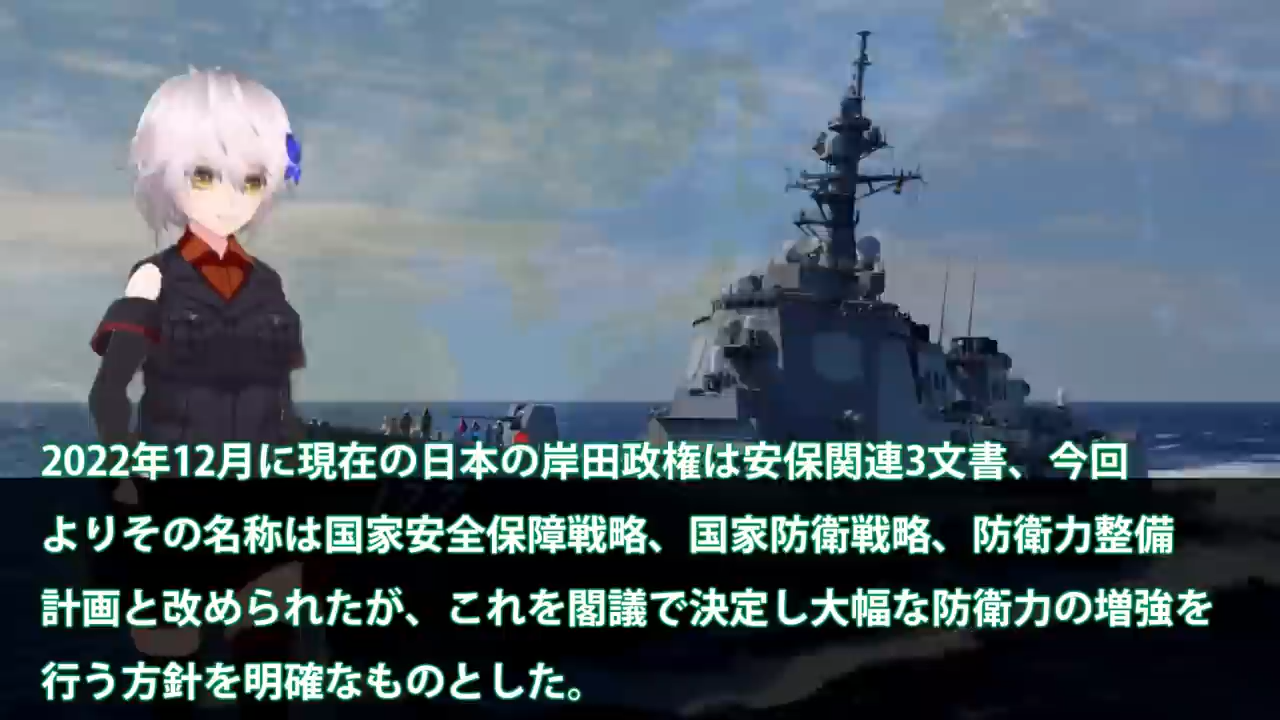 2022年12月に現在の日本の岸田政権は安保関連3文書、今回
よりその名称は国家安全保障戦略、国家防衛戦略、防衛力整備
計画と改められたが、これを閣議で決定し大幅な防衛力の増強を
行う方針を明確なものとした。